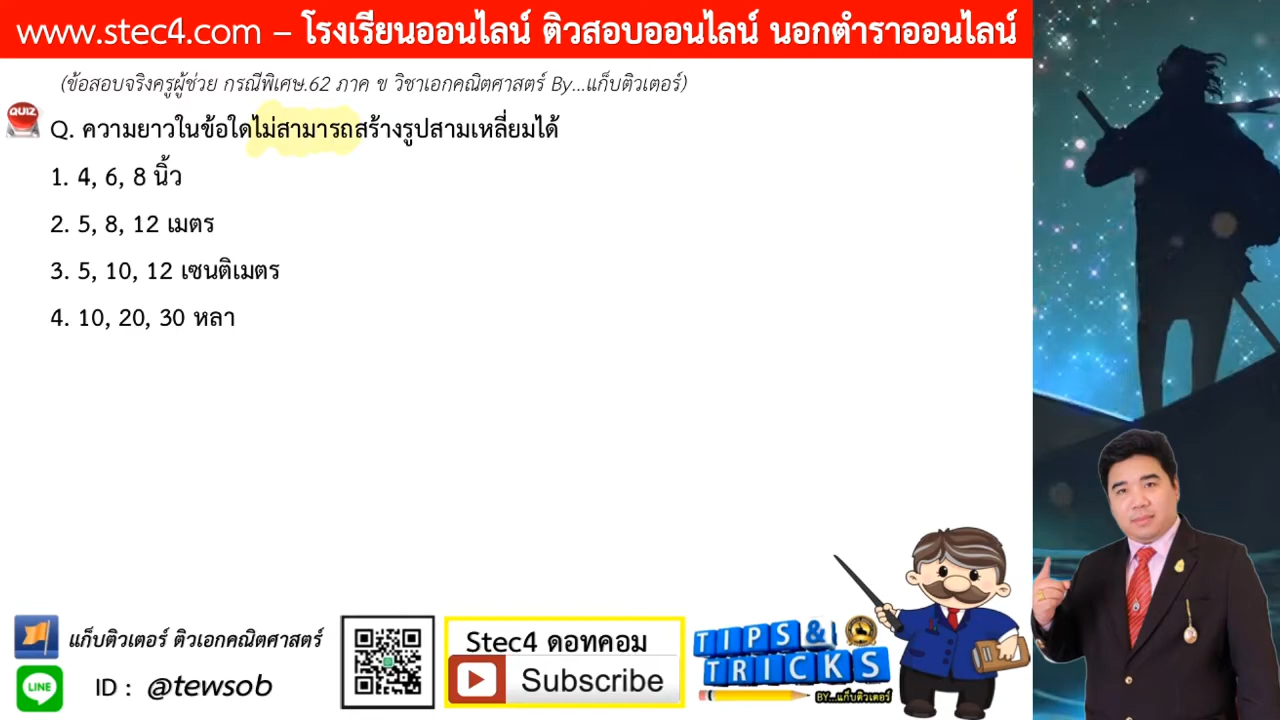 www.stec4.com – โรงเรียนออนไลน์ ติวสอบออนไลน์ นอกตำราออนไลน์
(ข้อสอบจริงครูผู้ช่วย กรณีพิเศษ.62 ภาค ข วิชาเอกคณิตศาสตร์ By...แก็บติวเตอร์)
QUIZ
Q. ความยาวในข้อใดไม่สามารถสร้างรูปสามเหลี่ยมได้
1. 4, 6, 8 นิ้ว
2. 5, 8, 12 เมตร
3. 5, 10, 12 เซนติเมตร
4. 10, 20, 30 หลา
แก็บติวเตอร์ ติวเอกคณิตศาสตร์
LINE
ID : @tewsob
Stec4 ดอทคอม
Subscribe
TIPS &
TRICKS
BY...แก็บติวเตอร์